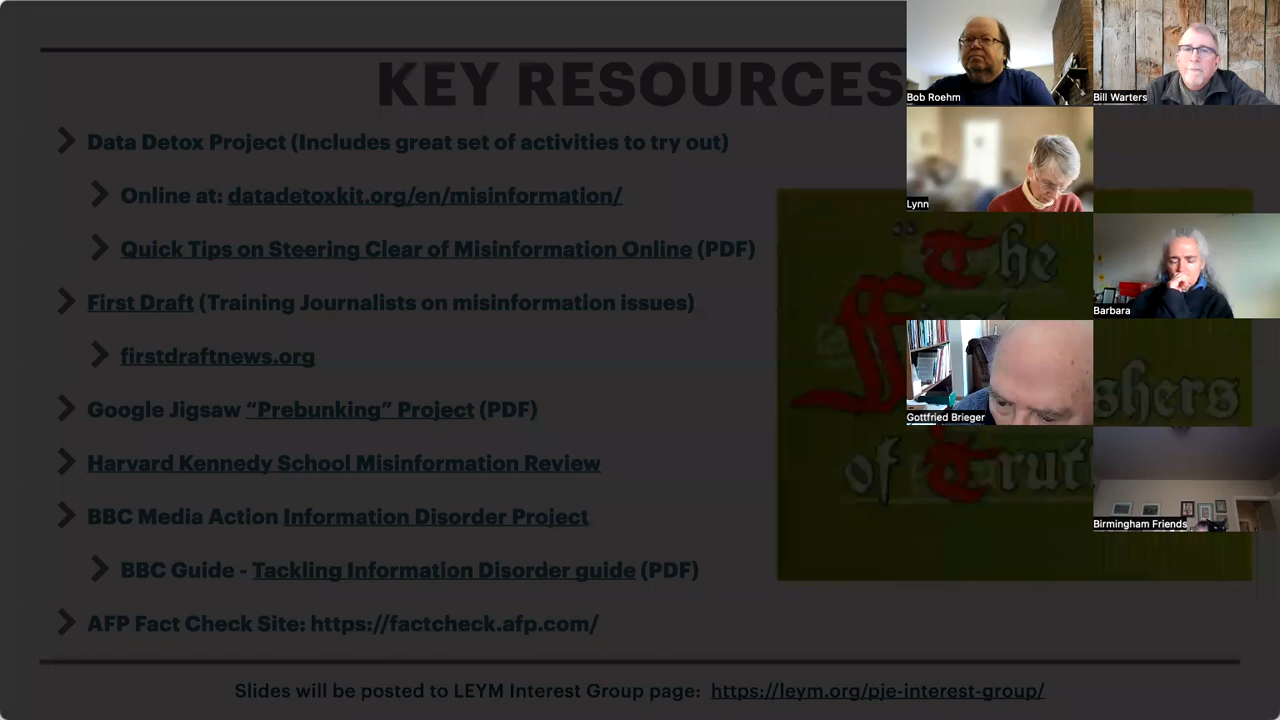 KEY RESOURCES
Data Detox Project (Includes great set of activities to try out)
Online at: datadetoxkit.org/en/misinformation/
Quick Tips on Steering Clear of Misinformation Online (PDF)
First Draft (Training Journalists on misinformation issues)
firstdraftnews.org
Google Jigsaw “Prebunking” Project (PDF)
Harvard Kennedy School Misinformation Review
BBC Media Action Information Disorder Project
BBC Guide - Tackling Information Disorder guide (PDF)
AFP Fact Check Site: https://factcheck.afp.com/
Slides will be posted to LEYM Interest Group page: https://leym.org/pje-interest-group/
"The
of Trut
Bob Roehm
Bill Warters
Lynn
Barbara
Gottfried Brieger
Birmingham Friends